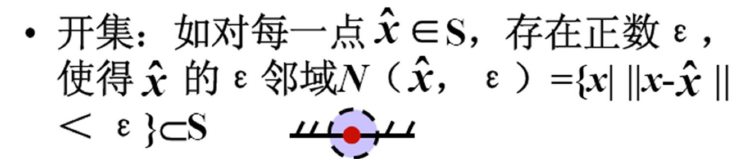 • 开集：如对每一点 x̂ ∈S，存在正数 ε，
使得 x̂ 的 ε 邻域N（x̂， ε）={x| ||x-x̂ ||
＜ ε}⊂S